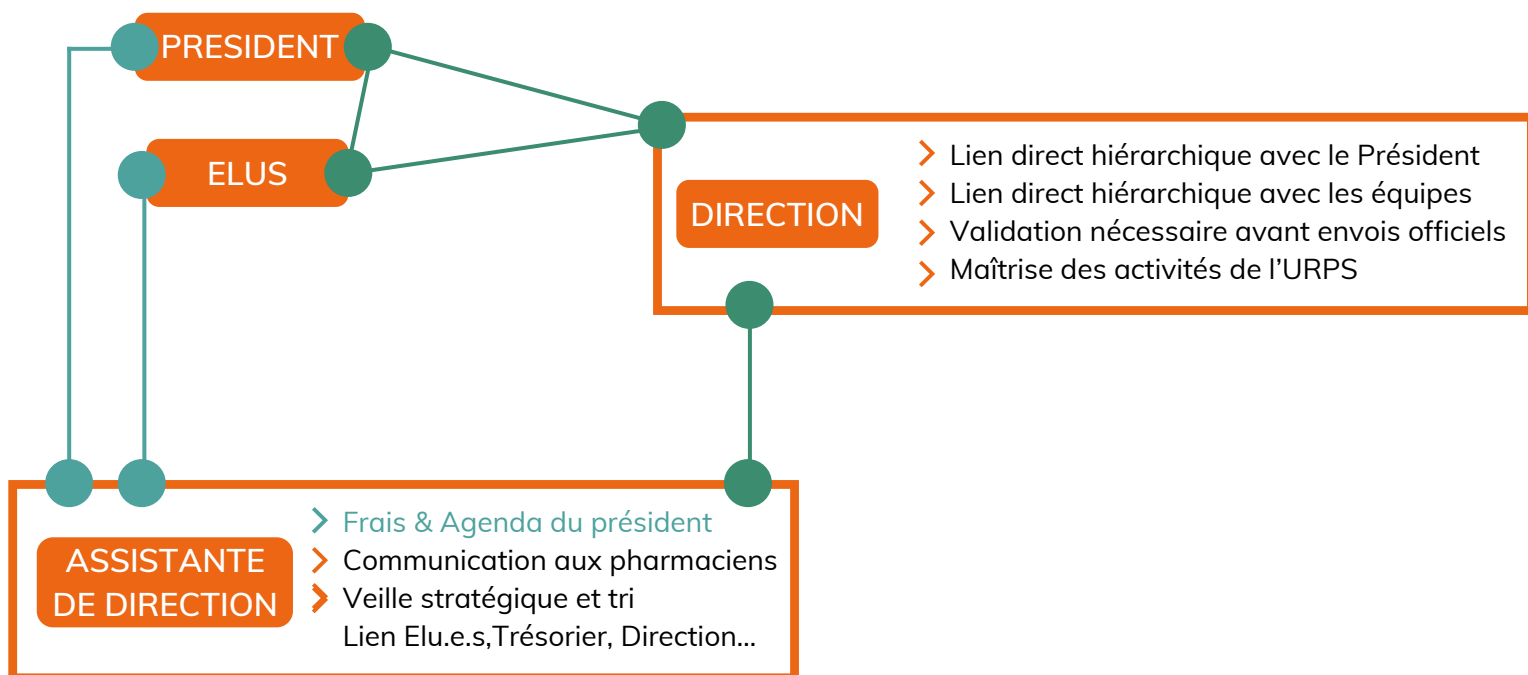 PRESIDENT
ELUS
DIRECTION
Lien direct hiérarchique avec le Président
Lien direct hiérarchique avec les équipes
Validation nécessaire avant envois officiels
Maîtrise des activités de l’URPS
ASSISTANTE
DE DIRECTION
Frais & Agenda du président
Communication aux pharmaciens
Veille stratégique et tri
Lien Elu.e.s,Trésorier, Direction...